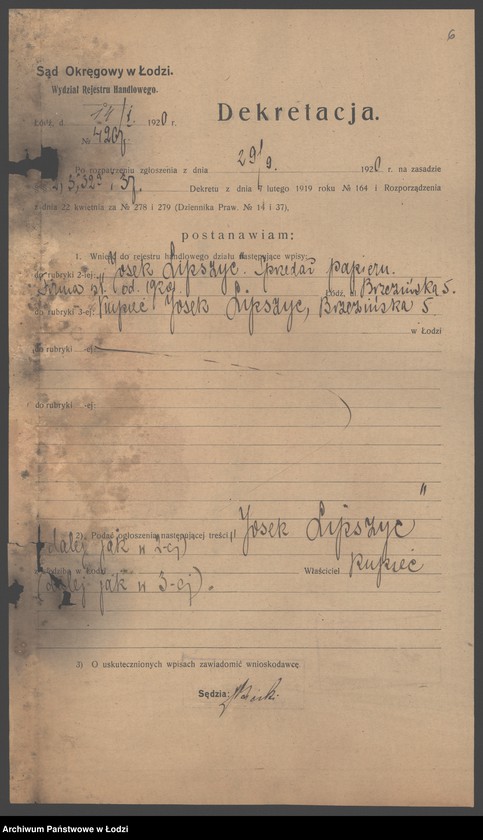 6
Sąd Okręgowy w Łodzi.
Wydział Rejestru Handlowego.
Dekretacja.
Łódź, d. 1920 r.
№
Po rozpatrzeniu zgłoszenia z dnia 29/9. 1920 r. na zasadzie
Dekretu z dnia 7 lutego 1919 roku № 164 i Rozporządzenia
z dnia 22 kwietnia za № 278 i 279 (Dziennika Praw. № 14 i 37),
postanawiam:
1. Wnieść do rejestru handlowego działu następujące wpisy:
do rubryki 2-iej: „Josek Lipszyc". Sprzedaż papieru.
Firma od Łódź, Brzezińska 5.
do rubryki 3-ej: Kupiec Josek Lipszyc, Brzezińska 5
w Łodzi
do rubryki -ej:
do rubryki -ej:
2) Podać ogłoszenia następującej treści: „Josek Lipszyc"
(dalej jak w 2-ej)
w Łodzi Właściciel Kupiec
(dalej jak w 3-ej).
3) O uskutecznionych wpisach zawiadomić wnioskodawcę.
Sędzia:
Archiwum Państwowe w Łodzi